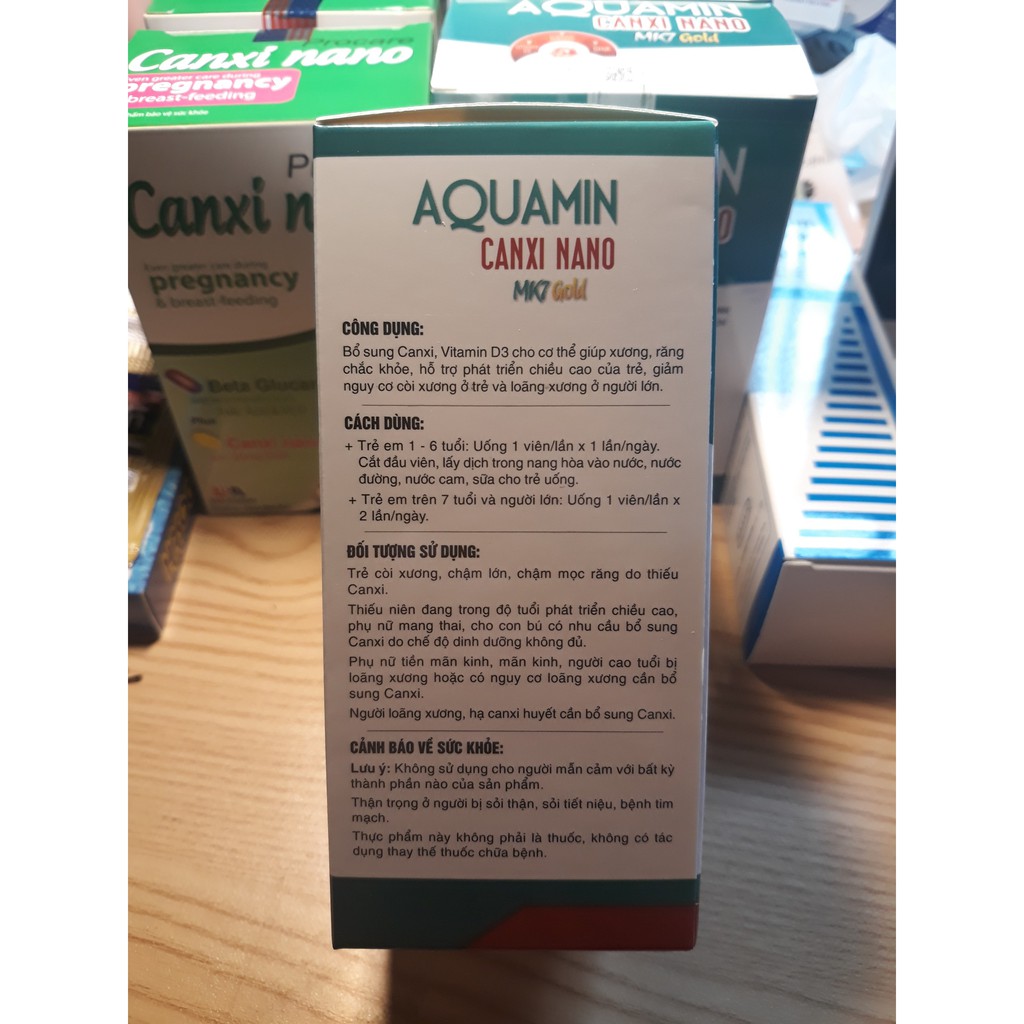 Procare
Canxi nano
Even greater care during
pregnancy
breast-feeding
AQUAMIN
CANXI NANO
MK7 Gold
Canxi n
Even greater care during
pregnancy
& breast-feeding
Beta Glucan
AQUAMIN
CANXI NANO
MK7 Gold
CÔNG DỤNG:
Bổ sung Canxi, Vitamin D3 cho cơ thể giúp xương, răng
chắc khỏe, hỗ trợ phát triển chiều cao của trẻ, giảm
nguy cơ còi xương ở trẻ và loãng xương ở người lớn.
CÁCH DÙNG:
+ Trẻ em 1 - 6 tuổi: Uống 1 viên/lần x 1 lần/ngày.
Cắt đầu viên, lấy dịch trong nang hòa vào nước, nước
đường, nước cam, sữa cho trẻ uống.
+ Trẻ em trên 7 tuổi và người lớn: Uống 1 viên/lần x
2 lần/ngày.
ĐỐI TƯỢNG SỬ DỤNG:
Trẻ còi xương, chậm lớn, chậm mọc răng do thiếu
Canxi.
Thiếu niên đang trong độ tuổi phát triển chiều cao,
phụ nữ mang thai, cho con bú có nhu cầu bổ sung
Canxi do chế độ dinh dưỡng không đủ.
Phụ nữ tiền mãn kinh, mãn kinh, người cao tuổi bị
loãng xương hoặc có nguy cơ loãng xương cần bổ
sung Canxi.
Người loãng xương, hạ canxi huyết cần bổ sung Canxi.
CẢNH BÁO VỀ SỨC KHỎE:
Lưu ý: Không sử dụng cho người mẫn cảm với bất kỳ
thành phần nào của sản phẩm.
Thận trọng ở người bị sỏi thận, sỏi tiết niệu, bệnh tim
mạch.
Thực phẩm này không phải là thuốc, không có tác
dụng thay thế thuốc chữa bệnh.